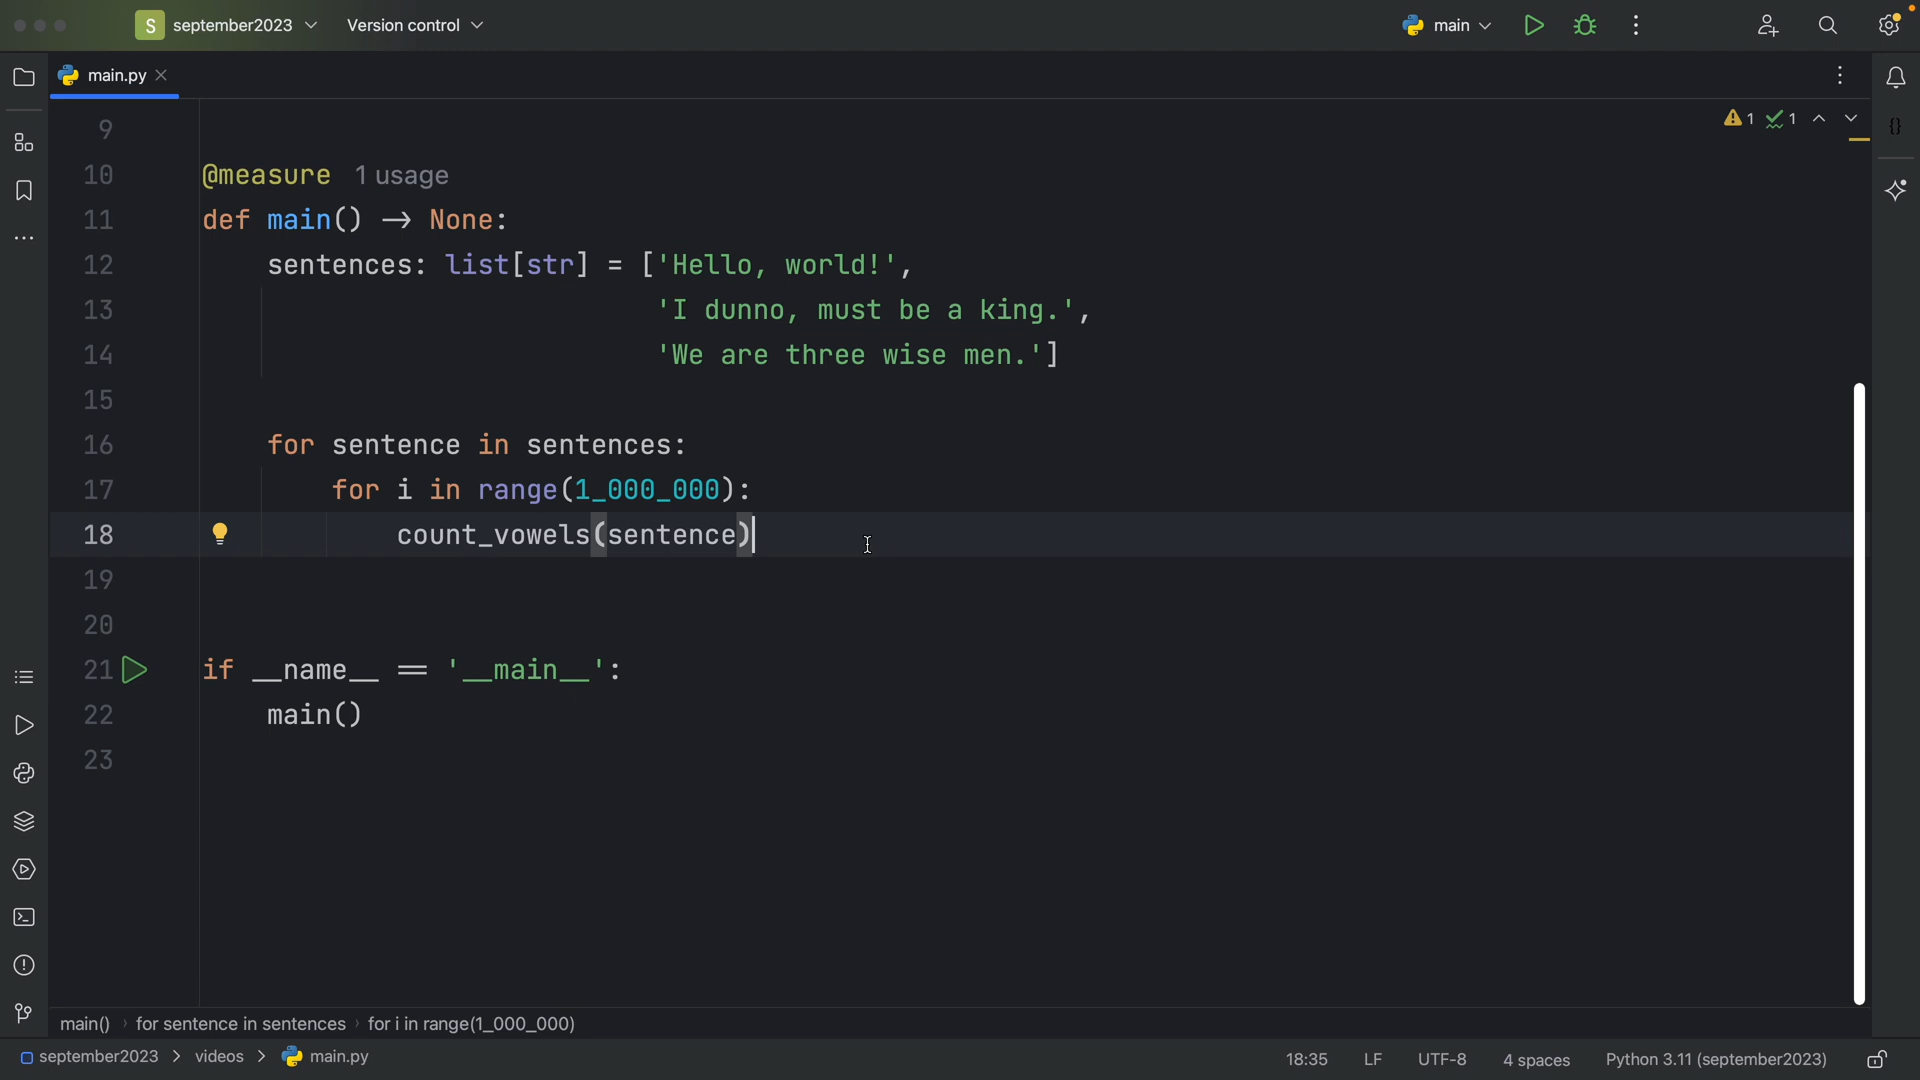 S september2023 Version control main
main.py
1 1
9
10 @measure 1 usage
11 def main() → None:
12 sentences: list[str] = ['Hello, world!',
13 'I dunno, must be a king.',
14 'We are three wise men.']
15
16 for sentence in sentences:
17 for i in range(1_000_000):
18 count_vowels(sentence)
19
20
21 if __name__ == '__main__':
22 main()
23
main() › for sentence in sentences › for i in range(1_000_000)
september2023 > videos > main.py 18:35 LF UTF-8 4 spaces Python 3.11 (september2023)